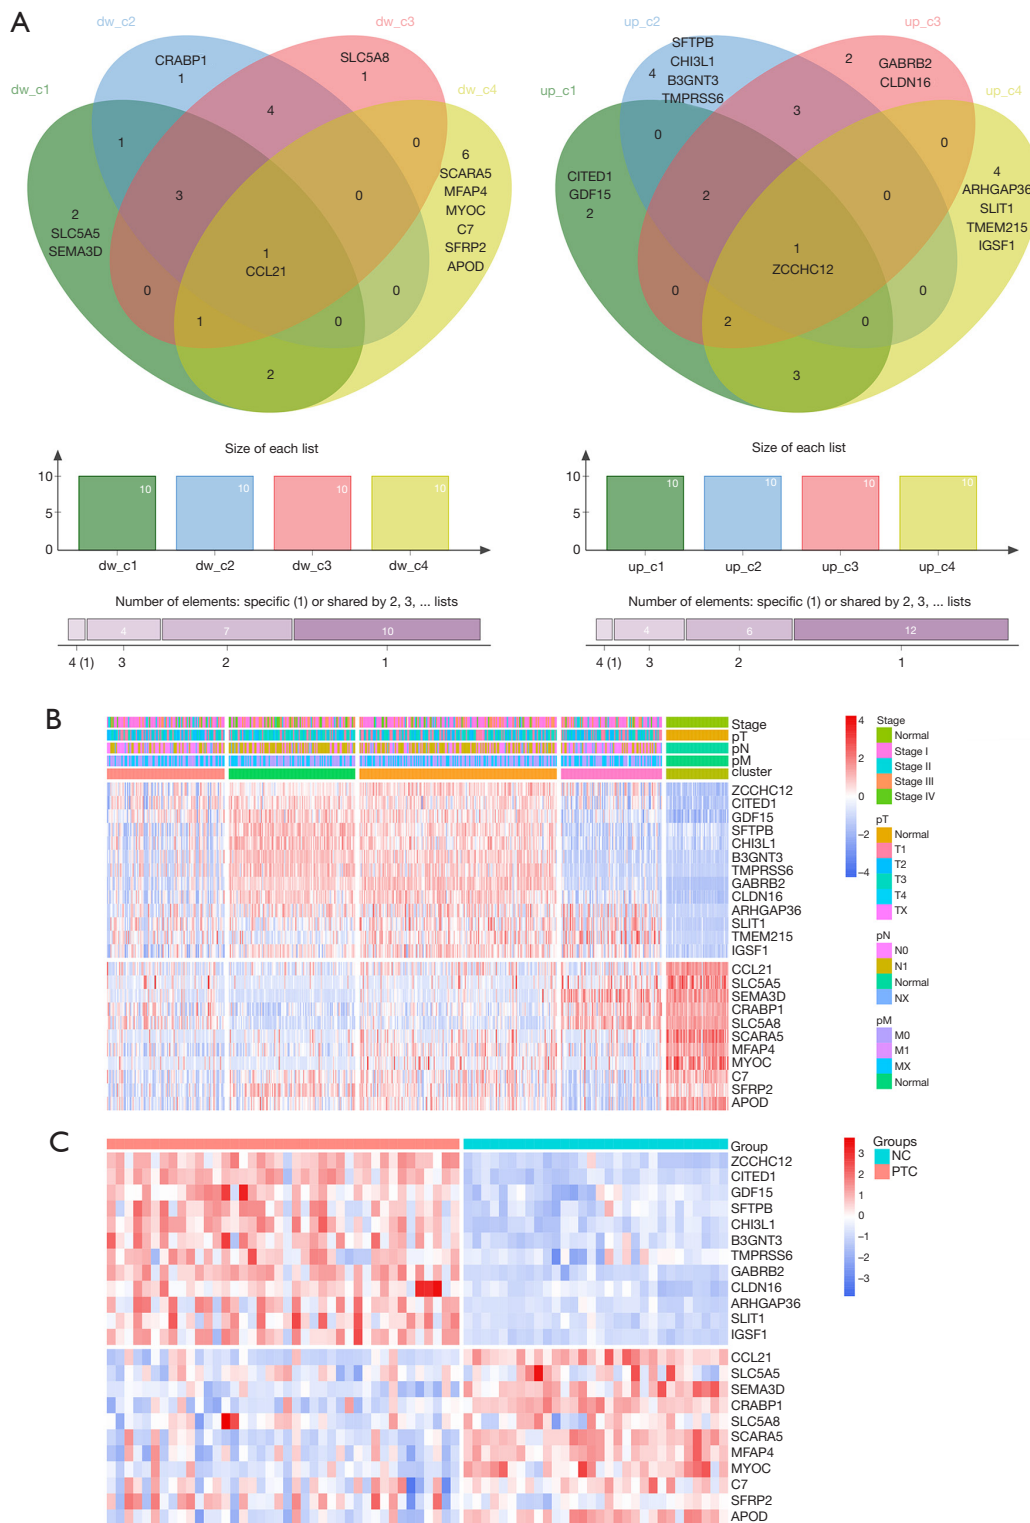 A
dw_c2
dw_c3
dw_c1
dw_c4
CRABP1
1
SLC5A8
1
4
1
0
6
SCARA5
MFAP4
MYOC
C7
SFRP2
APOD
3
0
2
SLC5A5
SEMA3D
1
CCL21
0
0
1
0
2
up_c2
up_c3
up_c1
up_c4
SFTPB
CHI3L1
4
B3GNT3
TMPRSS6
2
GABRB2
CLDN16
3
0
0
CITED1
GDF15
2
2
0
4
ARHGAP36
SLIT1
TMEM215
IGSF1
1
ZCCHC12
0
0
2
0
3
Size of each list
10
5
0
10
10
10
10
dw_c1
dw_c2
dw_c3
dw_c4
Size of each list
10
5
0
10
10
10
10
up_c1
up_c2
up_c3
up_c4
Number of elements: specific (1) or shared by 2, 3, ... lists
4
7
10
4 (1)
3
2
1
Number of elements: specific (1) or shared by 2, 3, ... lists
4
6
12
4 (1)
3
2
1
B
Stage
pT
pN
pM
cluster
ZCCHC12
CITED1
GDF15
SFTPB
CHI3L1
B3GNT3
TMPRSS6
GABRB2
CLDN16
ARHGAP36
SLIT1
TMEM215
IGSF1
CCL21
SLC5A5
SEMA3D
CRABP1
SLC5A8
SCARA5
MFAP4
MYOC
C7
SFRP2
APOD
4
2
0
−2
−4
Stage
Normal
Stage I
Stage II
Stage III
Stage IV
pT
Normal
T1
T2
T3
T4
TX
pN
N0
N1
Normal
NX
pM
M0
M1
MX
Normal
C
Group
ZCCHC12
CITED1
GDF15
SFTPB
CHI3L1
B3GNT3
TMPRSS6
GABRB2
CLDN16
ARHGAP36
SLIT1
IGSF1
CCL21
SLC5A5
SEMA3D
CRABP1
SLC5A8
SCARA5
MFAP4
MYOC
C7
SFRP2
APOD
3
2
1
0
−1
−2
−3
Groups
NC
PTC